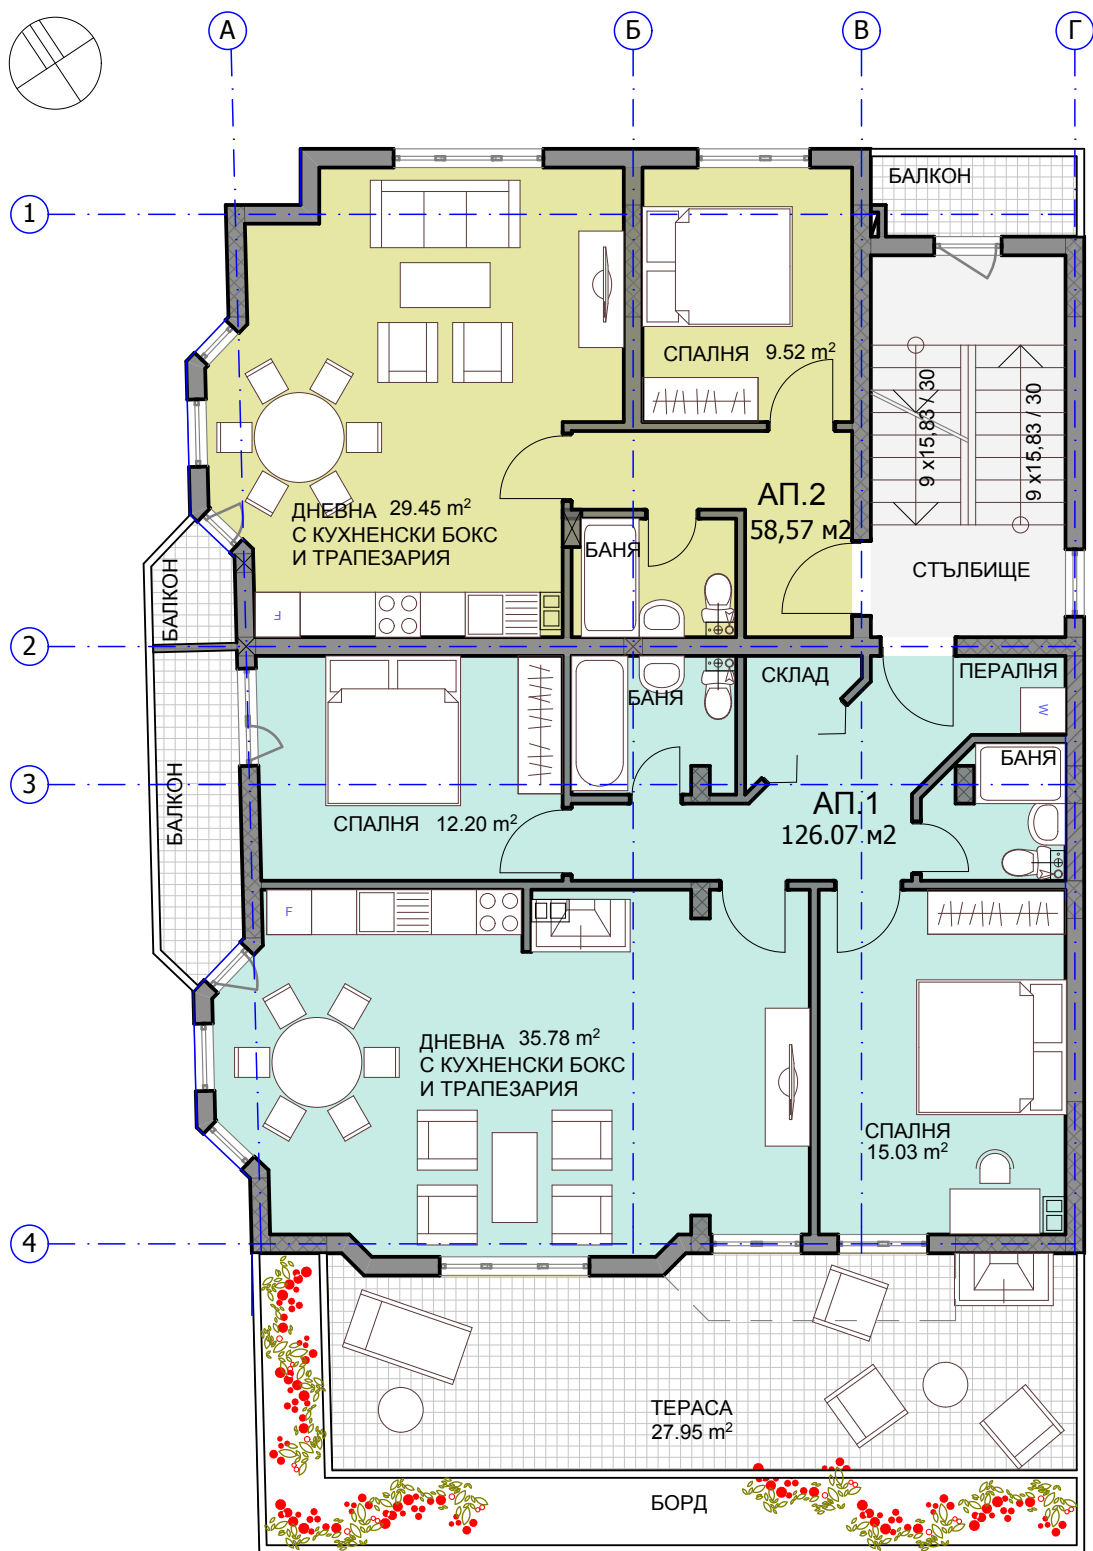 А
Б
В
Г
БАЛКОН
1
СПАЛНЯ 9.52 m²
9 x15,83 / 30
9 x15,83 / 30
АП.2
58,57 м2
ДНЕВНА 29.45 m²
С КУХНЕНСКИ БОКС
И ТРАПЕЗАРИЯ
БАНЯ
СТЪЛБИЩЕ
БАЛКОН
F
2
БАНЯ
СКЛАД
ПЕРАЛНЯ
W
БАЛКОН
3
БАНЯ
АП.1
126.07 м2
СПАЛНЯ 12.20 m²
F
ДНЕВНА 35.78 m²
С КУХНЕНСКИ БОКС
И ТРАПЕЗАРИЯ
СПАЛНЯ
15.03 m²
4
ТЕРАСА
27.95 m²
БОРД